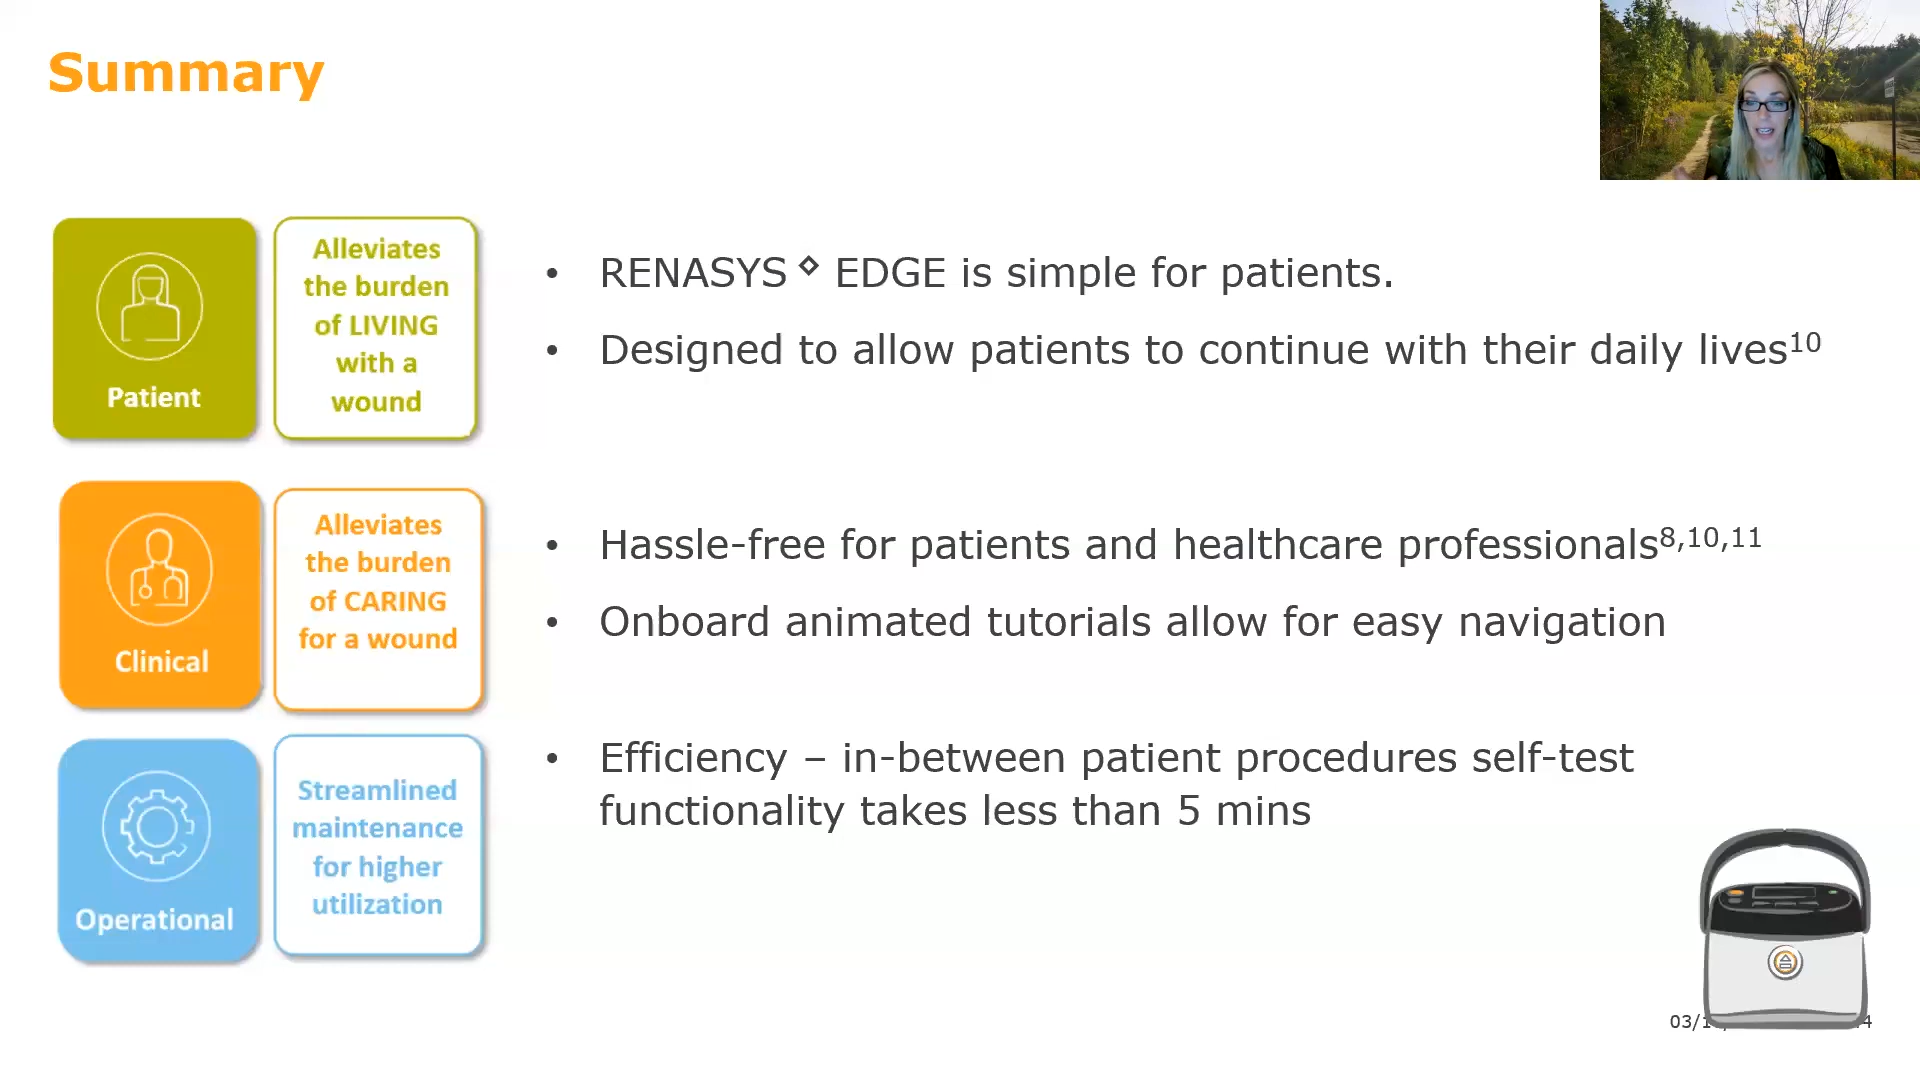 Summary
Patient
Alleviates
the burden
of LIVING
with a
wound
• RENASYS◇ EDGE is simple for patients.
• Designed to allow patients to continue with their daily lives10
Clinical
Alleviates
the burden
of CARING
for a wound
• Hassle-free for patients and healthcare professionals8,10,11
• Onboard animated tutorials allow for easy navigation
Operational
Streamlined
maintenance
for higher
utilization
• Efficiency – in-between patient procedures self-test
functionality takes less than 5 mins